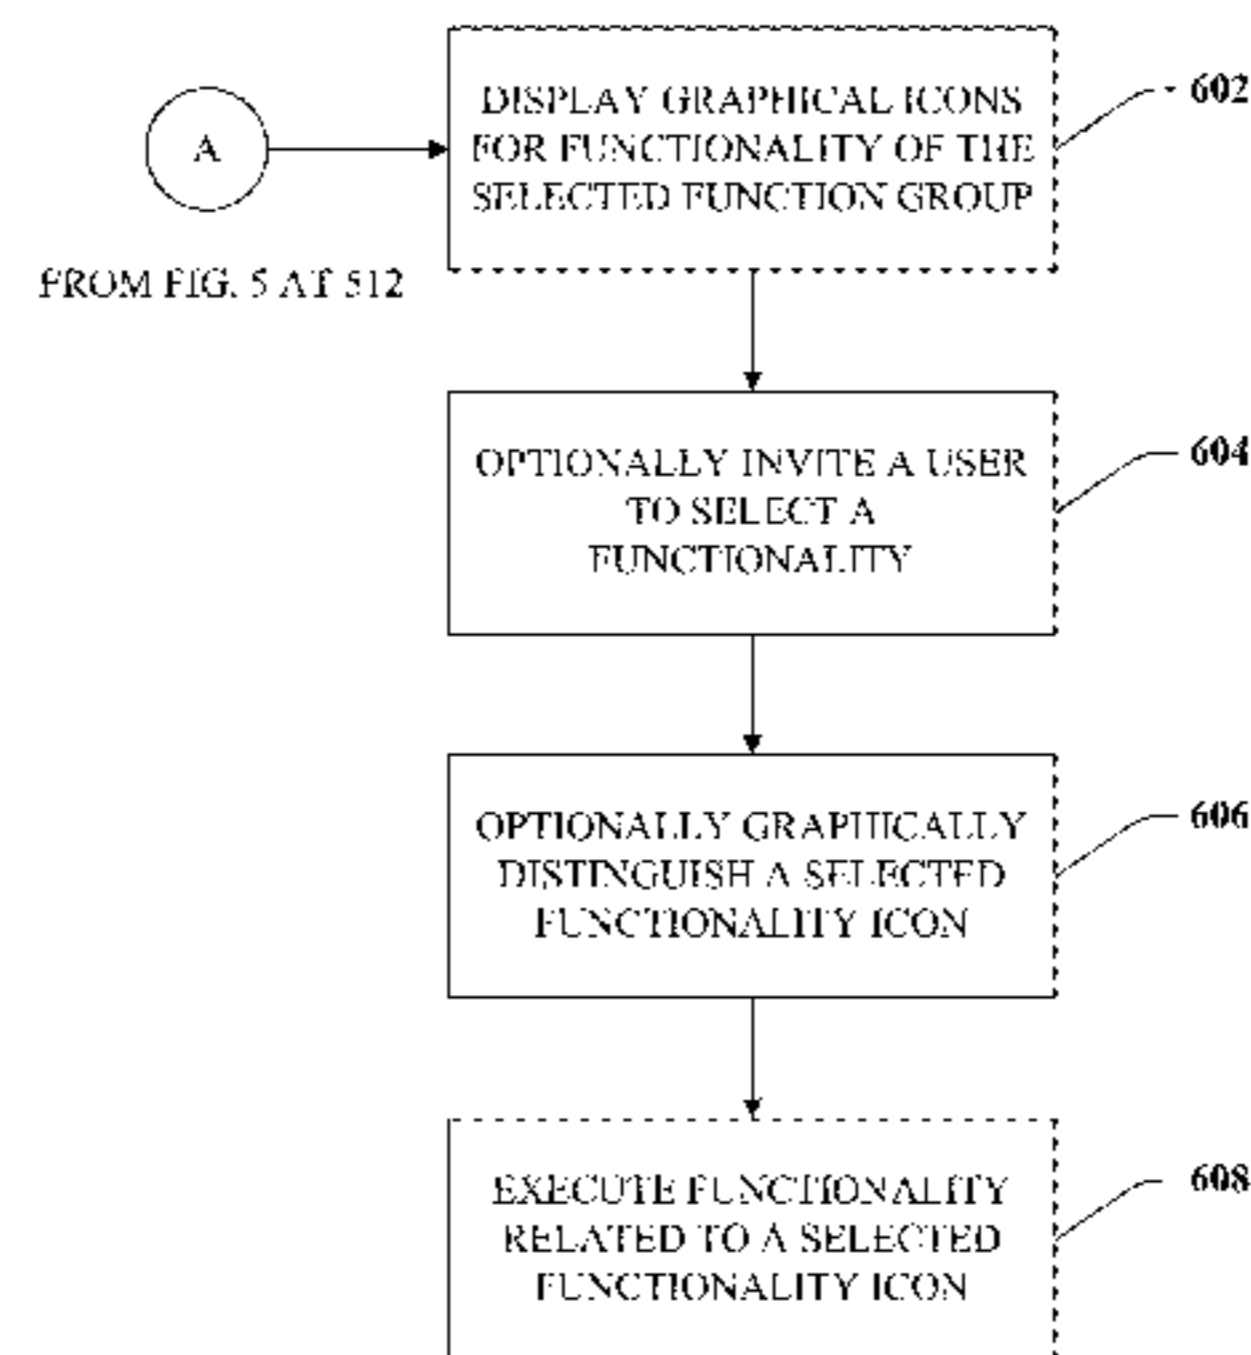 DISPLAY GRAPHICAL ICONS
FOR FUNCTIONALITY OF THE
SELECTED FUNCTION GROUP
602
A
FROM FIG. 5 AT 512
OPTIONALLY INVITE A USER
TO SELECT A
FUNCTIONALITY
604
OPTIONALLY GRAPHICALLY
DISTINGUISH A SELECTED
FUNCTIONALITY ICON
606
EXECUTE FUNCTIONALITY
RELATED TO A SELECTED
FUNCTIONALITY ICON
608